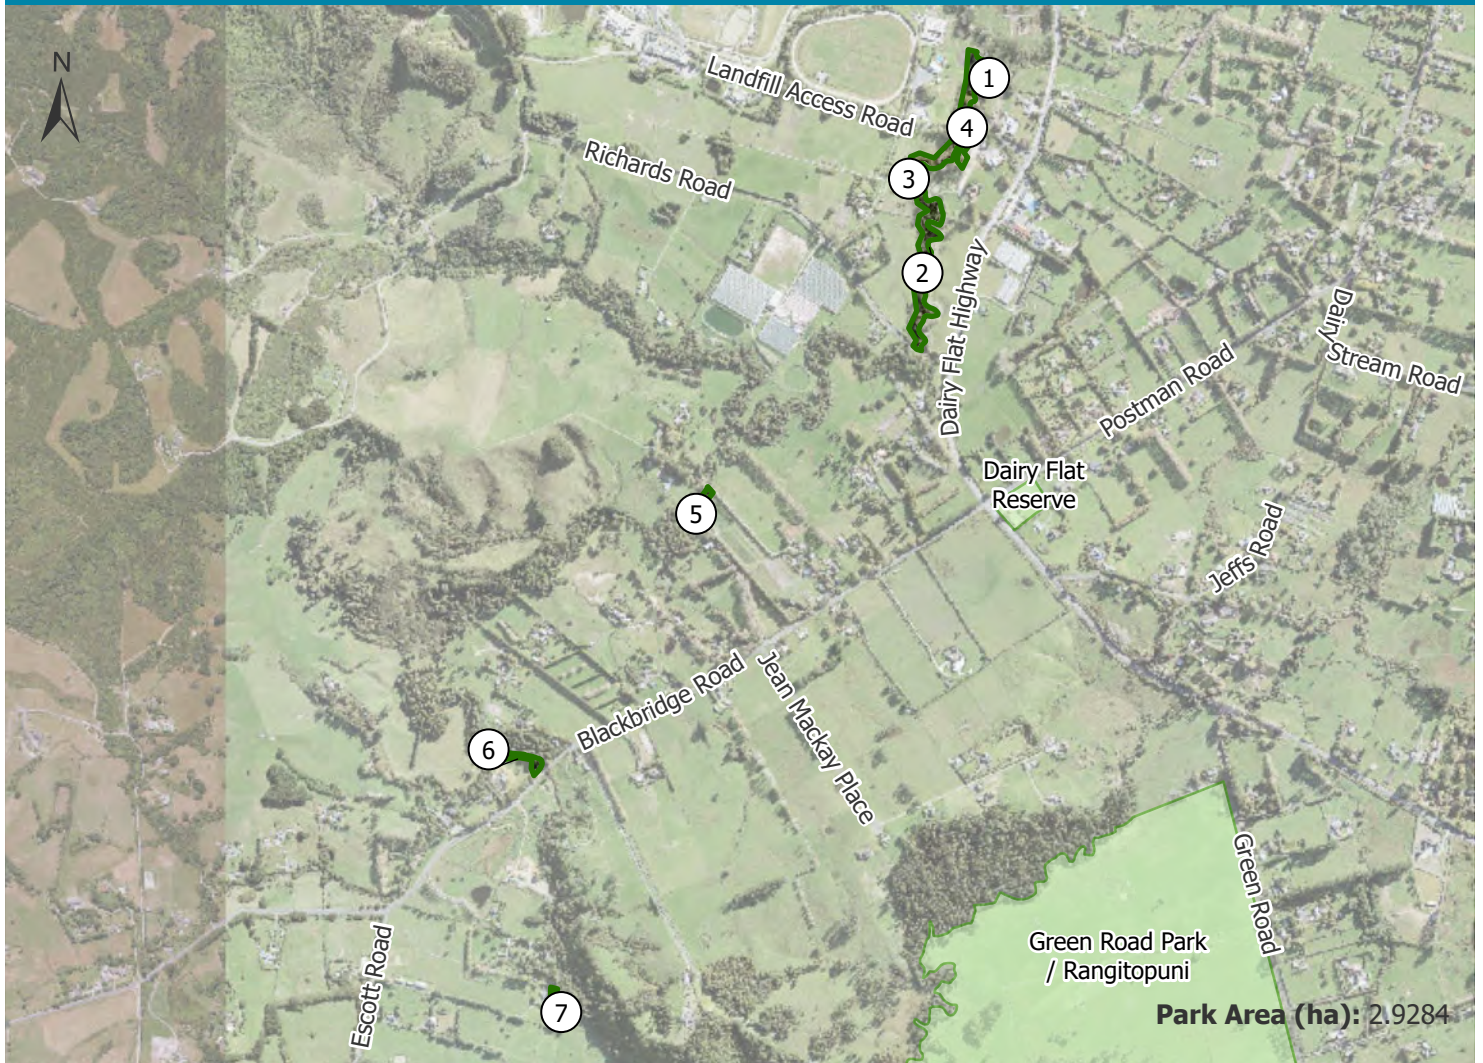 N
1
Landfill Access Road
4
Richards Road
3
2
Dairy Flat Highway
Dairy
Stream Road
Postman Road
Dairy Flat
Reserve
5
Jeffs Road
Blackbridge Road
Jean Mackay Place
6
Green Road
Green Road Park
/ Rangitopuni
Escott Road
7
Park Area (ha): 2.9284